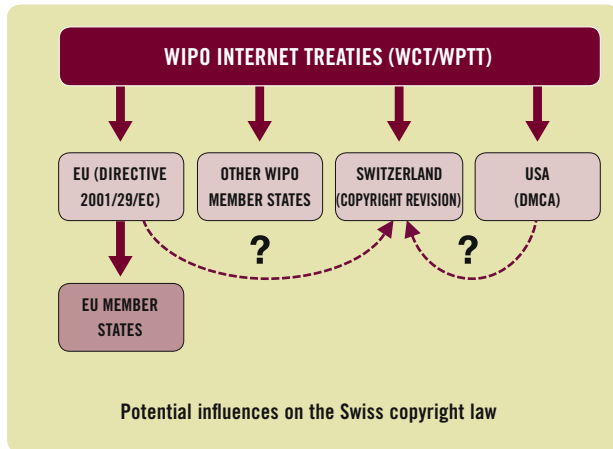 WIPO INTERNET TREATIES (WCT/WPTT)
EU (DIRECTIVE
2001/29/EC)
OTHER WIPO
MEMBER STATES
SWITZERLAND
(COPYRIGHT REVISION)
USA
(DMCA)
?
?
EU MEMBER
STATES
Potential influences on the Swiss copyright law